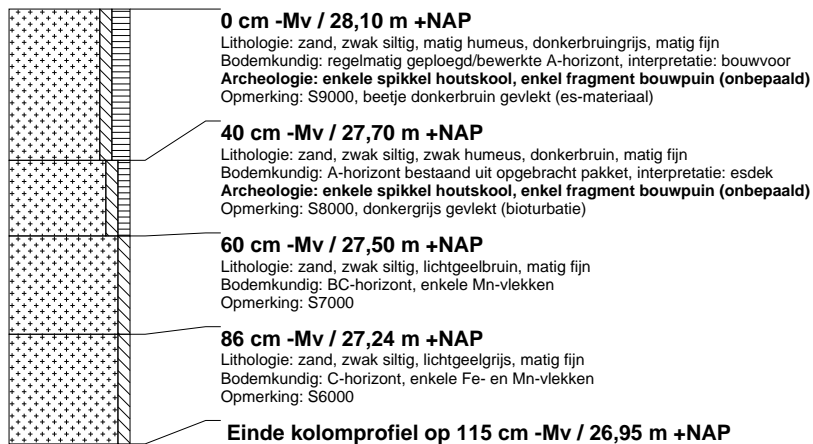 0 cm -Mv / 28,10 m +NAP
Lithologie: zand, zwak siltig, matig humeus, donkerbruingrijs, matig fijn
Bodemkundig: regelmatig geploegd/bewerkte A-horizont, interpretatie: bouwvoor
Archeologie: enkele spikkel houtskool, enkel fragment bouwpuin (onbepaald)
Opmerking: S9000, beetje donkerbruin gevlekt (es-materiaal)
40 cm -Mv / 27,70 m +NAP
Lithologie: zand, zwak siltig, zwak humeus, donkerbruin, matig fijn
Bodemkundig: A-horizont bestaand uit opgebracht pakket, interpretatie: esdek
Archeologie: enkele spikkel houtskool, enkel fragment bouwpuin (onbepaald)
Opmerking: S8000, donkergrijs gevlekt (bioturbatie)
60 cm -Mv / 27,50 m +NAP
Lithologie: zand, zwak siltig, lichtgeelbruin, matig fijn
Bodemkundig: BC-horizont, enkele Mn-vlekken
Opmerking: S7000
86 cm -Mv / 27,24 m +NAP
Lithologie: zand, zwak siltig, lichtgeelgrijs, matig fijn
Bodemkundig: C-horizont, enkele Fe- en Mn-vlekken
Opmerking: S6000
Einde kolomprofiel op 115 cm -Mv / 26,95 m +NAP